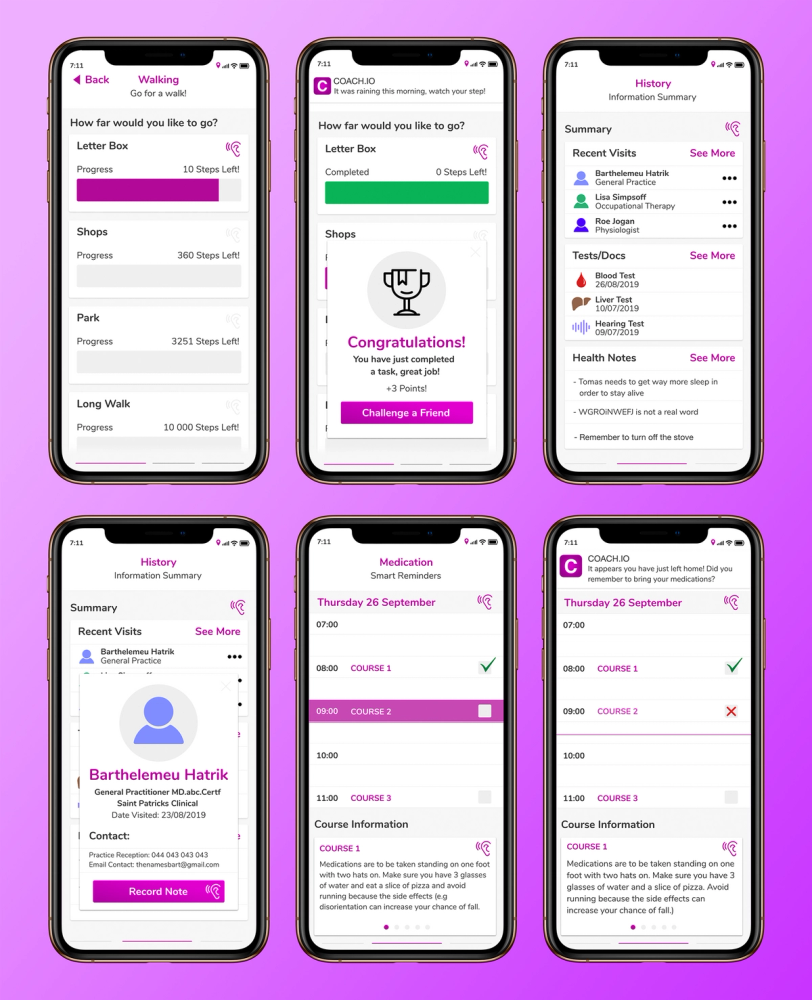 7:11
Back
Walking
Go for a walk!
How far would you like to go?
Letter Box
Progress
10 Steps Left!
Shops
Progress
360 Steps Left!
Park
Progress
3251 Steps Left!
Long Walk
Progress
10 000 Steps Left!
7:11
C
COACH.IO
It was raining this morning, watch your step!
How far would you like to go?
Letter Box
Completed
0 Steps Left!
Shops
Congratulations!
You have just completed
a task, great job!
+3 Points!
Challenge a Friend
7:11
History
Information Summary
Summary
Recent Visits
See More
Barthelemeu Hatrik
General Practice
Lisa Simpsoff
Occupational Therapy
Roe Jogan
Physiologist
Tests/Docs
See More
Blood Test
26/08/2019
Liver Test
10/07/2019
Hearing Test
09/07/2019
Health Notes
See More
- Tomas needs to get way more sleep in
order to stay alive
- WGROiNWEFJ is not a real word
- Remember to turn off the stove
7:11
History
Information Summary
Summary
Recent Visits
See More
Barthelemeu Hatrik
General Practice
Barthelemeu Hatrik
General Practitioner MD.abc.Certf
Saint Patricks Clinical
Date Visited: 23/08/2019
Contact:
Practice Reception: 044 043 043 043
Email Contact: thenamesbart@gmail.com
Record Note
7:11
Medication
Smart Reminders
Thursday 26 September
07:00
08:00 COURSE 1
09:00 COURSE 2
10:00
11:00 COURSE 3
Course Information
COURSE 1
Medications are to be taken standing on one foot
with two hats on. Make sure you have 3 glasses
of water and eat a slice of pizza and avoid
running because the side effects (e.g
disorientation can increase your chance of fall.
7:11
C
COACH.IO
It appears you have just left home! Did you
remember to bring your medications?
Thursday 26 September
07:00
08:00 COURSE 1
09:00 COURSE 2
10:00
11:00 COURSE 3
Course Information
COURSE 1
Medications are to be taken standing on one
foot with two hats on. Make sure you have 3
glasses of water and a slice of pizza. Avoid
running because the side effects can
increase your chance of fall.)